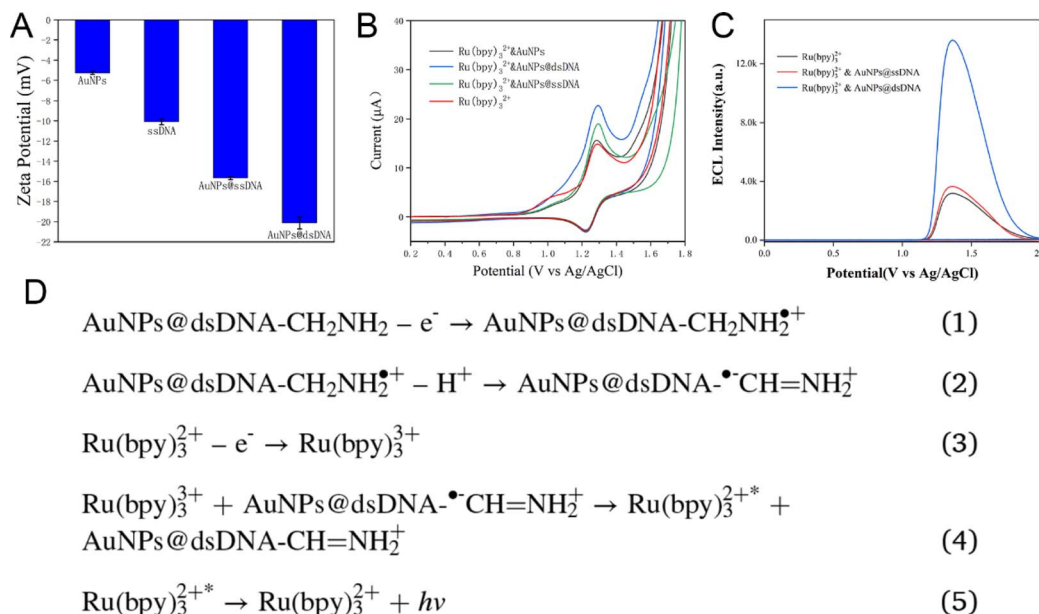 A
0
-2
-4
-6
-8
-10
-12
-14
-16
-18
-20
-22
Zeta Potential (mV)
AuNPs
ssDNA
AuNPs@ssDNA
AuNPs@dsDNA
B
40
30
20
10
0
Current (μA)
Ru(bpy)₃²⁺&AuNPs
Ru(bpy)₃²⁺&AuNPs@dsDNA
Ru(bpy)₃²⁺&AuNPs@ssDNA
Ru(bpy)₃²⁺
0.2 0.4 0.6 0.8 1.0 1.2 1.4 1.6 1.8
Potential (V vs Ag/AgCl)
C
12.0k
8.0k
4.0k
0.0
ECL Intensity(a.u.)
Ru(bpy)₃²⁺
Ru(bpy)₃²⁺ & AuNPs@ssDNA
Ru(bpy)₃²⁺ & AuNPs@dsDNA
0.0 0.5 1.0 1.5 2.0
Potential(V vs Ag/AgCl)
D
AuNPs@dsDNA-CH₂NH₂ – e⁻ → AuNPs@dsDNA-CH₂NH₂•⁺ (1)
AuNPs@dsDNA-CH₂NH₂•⁺ – H⁺ → AuNPs@dsDNA-•⁻CH=NH₂⁺ (2)
Ru(bpy)₃²⁺ – e⁻ → Ru(bpy)₃³⁺ (3)
Ru(bpy)₃³⁺ + AuNPs@dsDNA-•⁻CH=NH₂⁺ → Ru(bpy)₃²⁺* +
AuNPs@dsDNA-CH=NH₂⁺ (4)
Ru(bpy)₃²⁺* → Ru(bpy)₃²⁺ + hν (5)